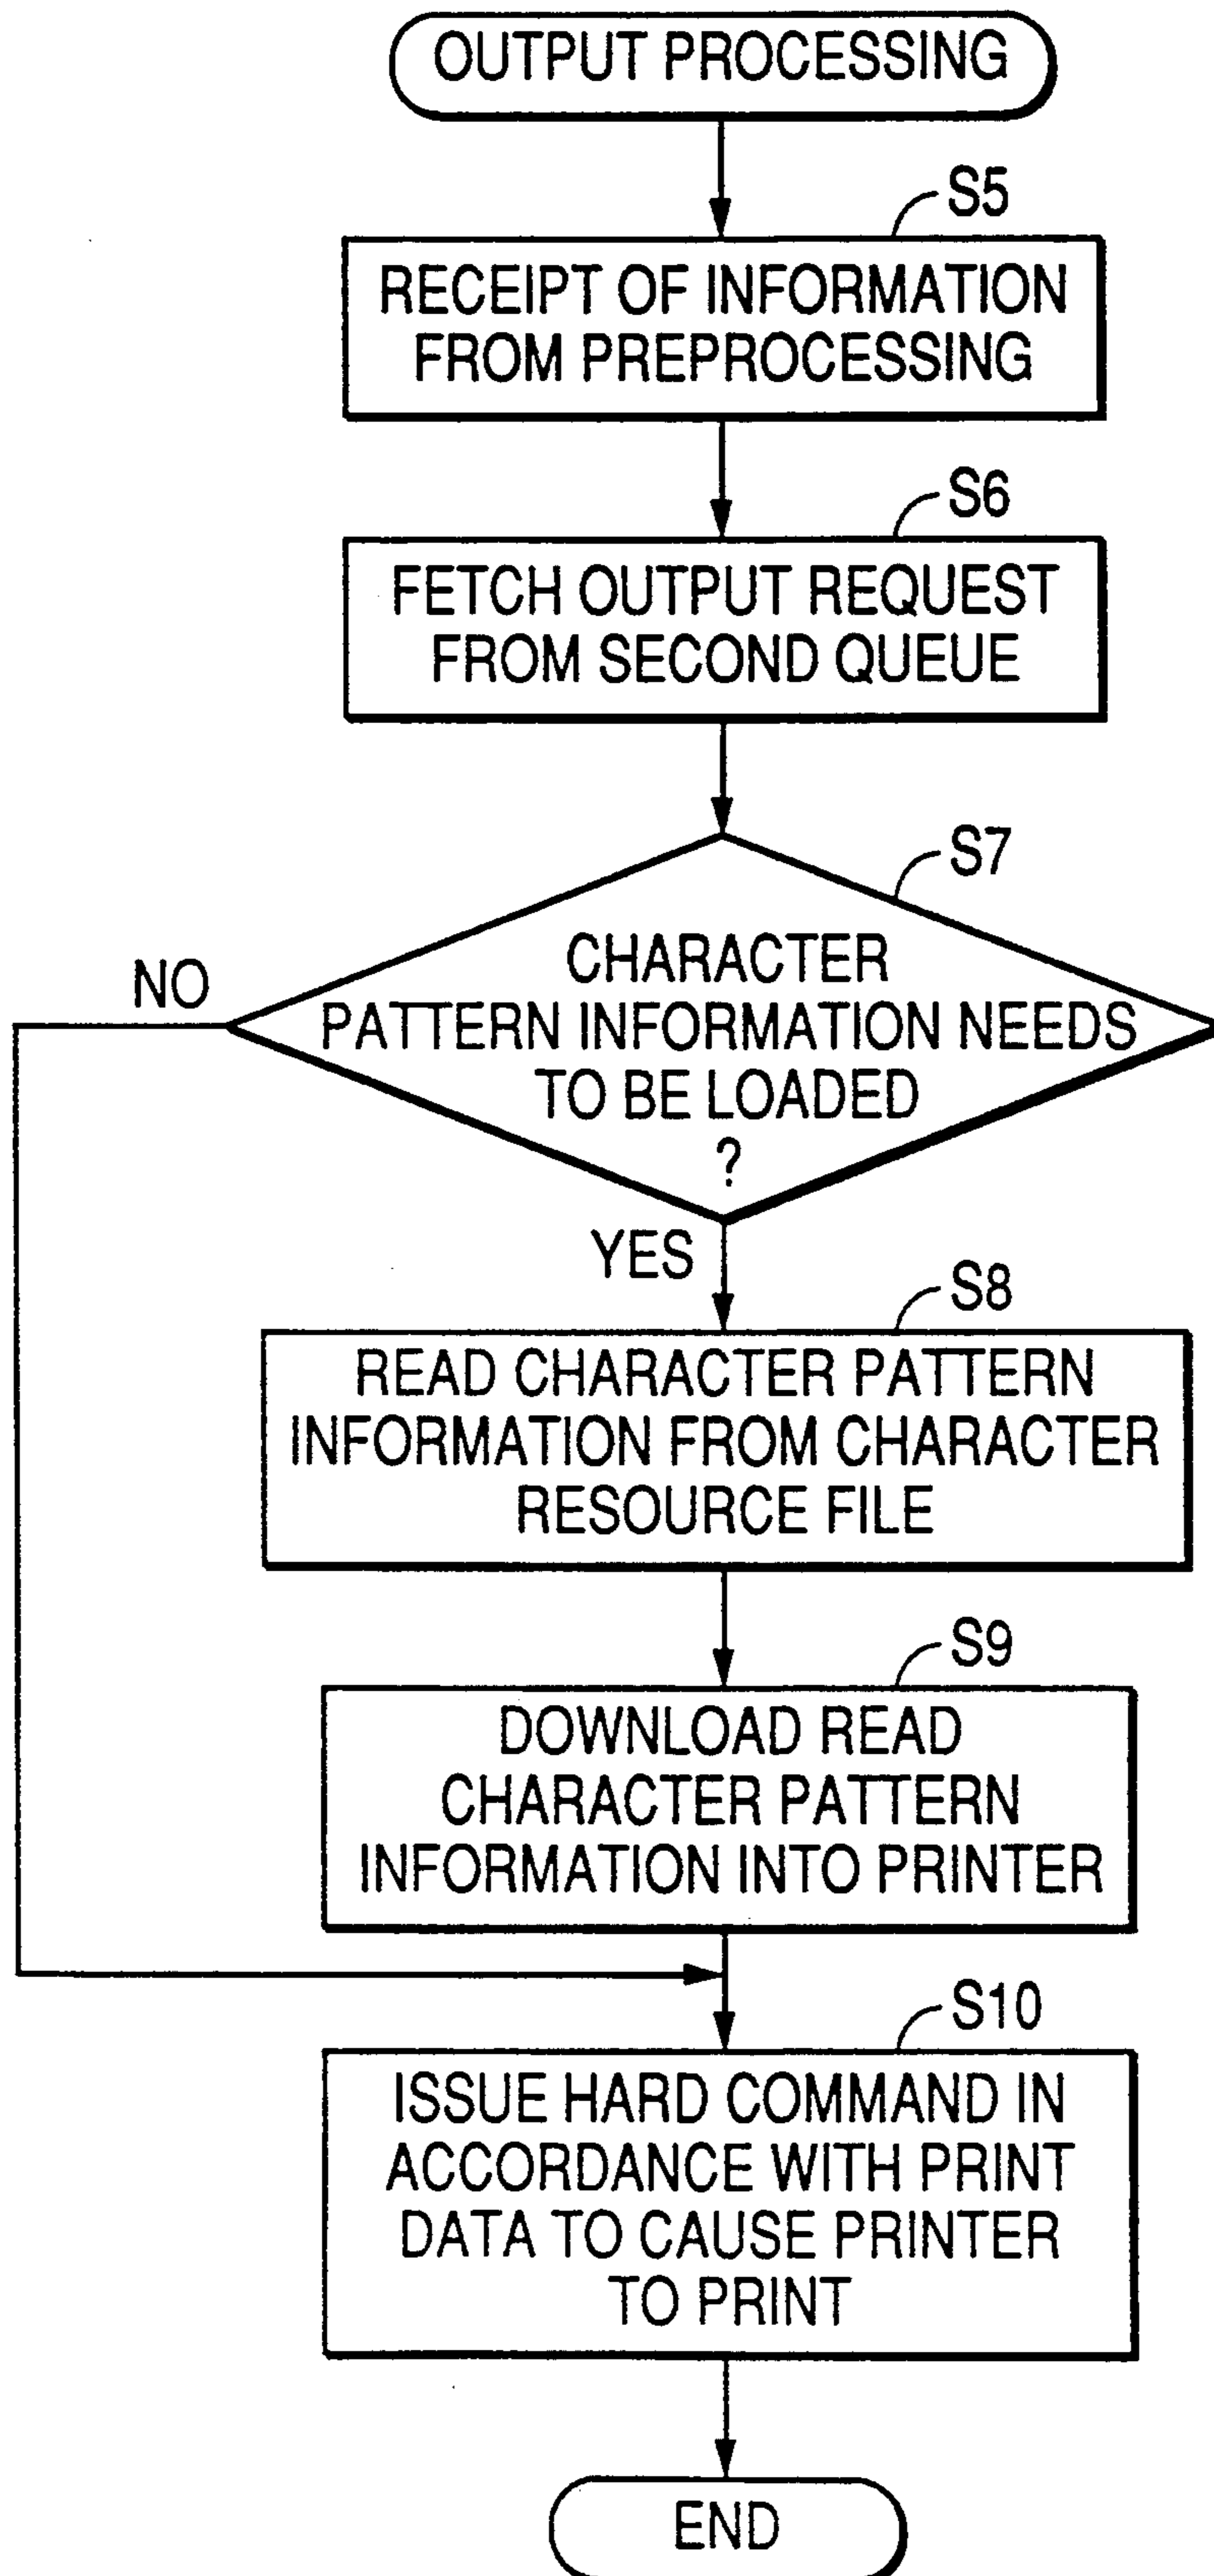 OUTPUT PROCESSING
S5
RECEIPT OF INFORMATION
FROM PREPROCESSING
S6
FETCH OUTPUT REQUEST
FROM SECOND QUEUE
S7
CHARACTER
NO
PATTERN INFORMATION NEEDS
TO BE LOADED
?
YES
S8
READ CHARACTER PATTERN
INFORMATION FROM CHARACTER
RESOURCE FILE
S9
DOWNLOAD READ
CHARACTER PATTERN
INFORMATION INTO PRINTER
S10
ISSUE HARD COMMAND IN
ACCORDANCE WITH PRINT
DATA TO CAUSE PRINTER
TO PRINT
END